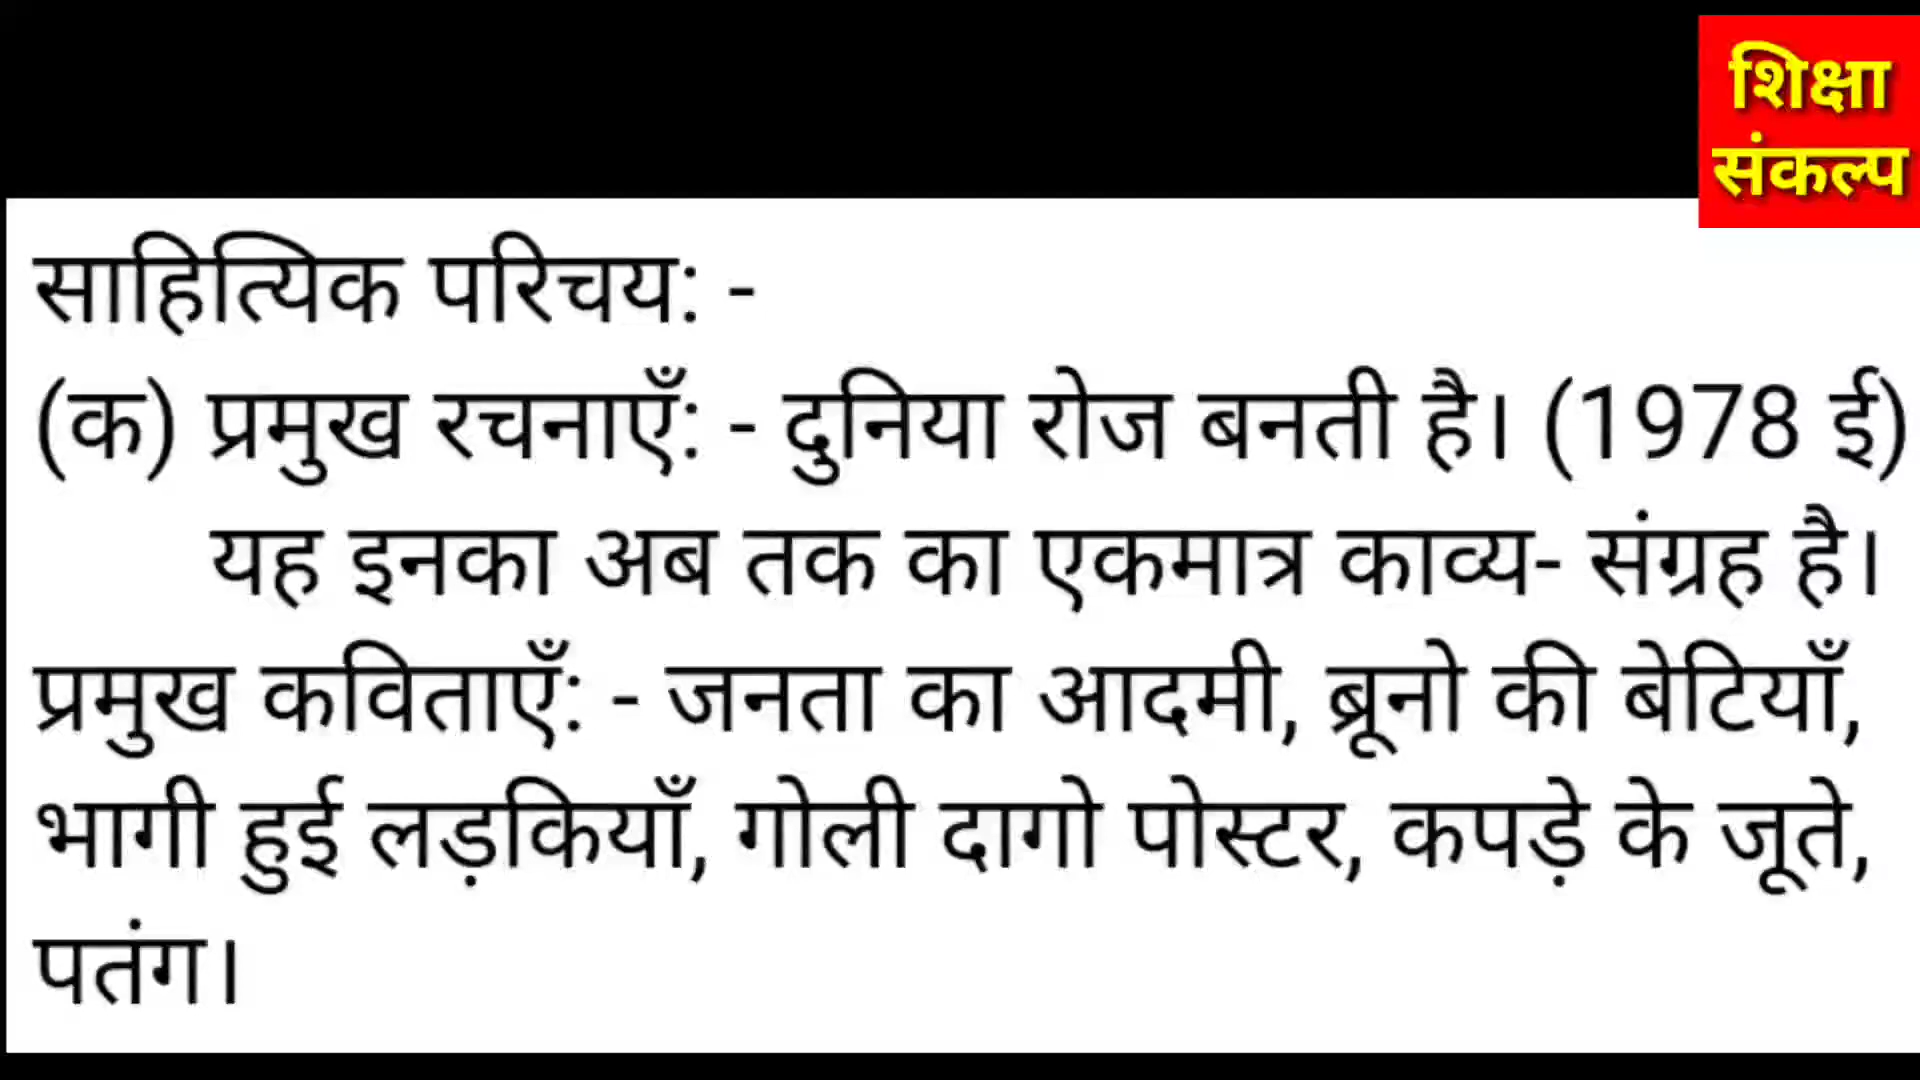 शिक्षा
संकल्प
साहित्यिक परिचय: -
(क) प्रमुख रचनाएँ: - दुनिया रोज बनती है। (1978 ई)
यह इनका अब तक का एकमात्र काव्य- संग्रह है।
प्रमुख कविताएँ: - जनता का आदमी, ब्रूनो की बेटियाँ,
भागी हुई लड़कियाँ, गोली दागो पोस्टर, कपड़े के जूते,
पतंग।